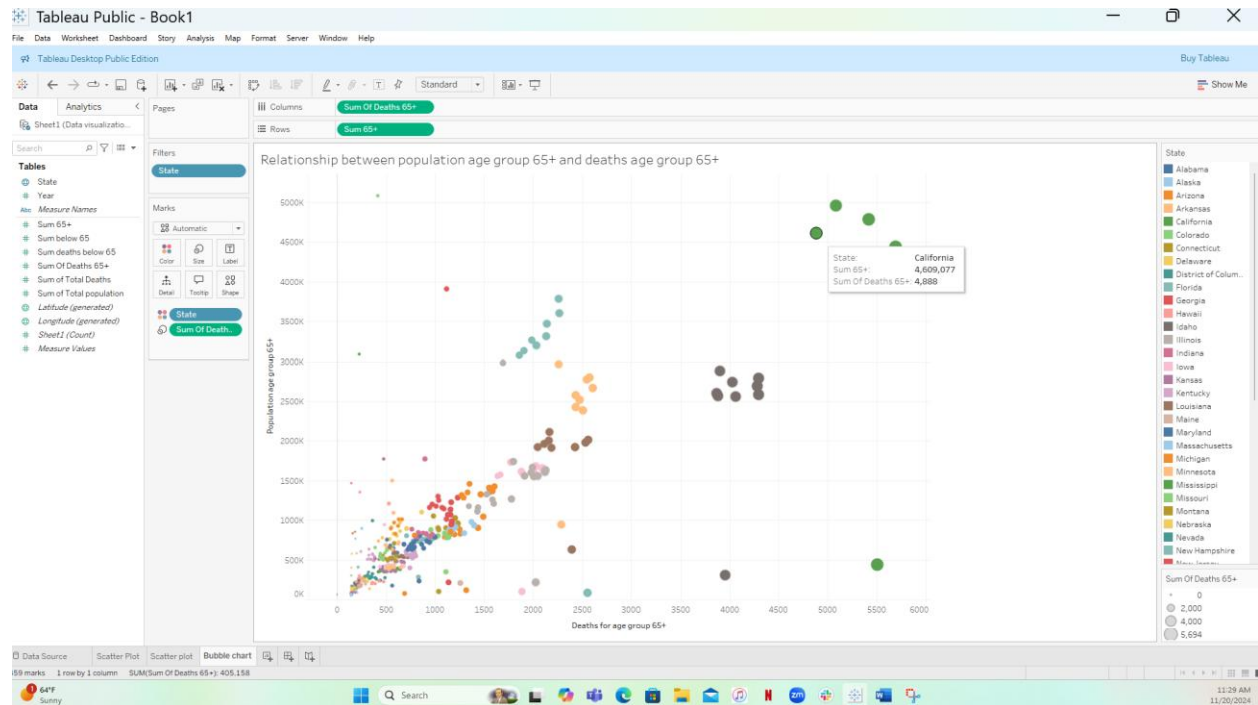 Tableau Public - Book1
File Data Worksheet Dashboard Story Analysis Map Format Server Window Help
Tableau Desktop Public Edition
Buy Tableau
Standard
Show Me
Data Analytics
Sheet1 (Data visualizatio...
Search
Tables
State
Year
Abc Measure Names
Sum 65+
Sum below 65
Sum deaths below 65
Sum Of Deaths 65+
Sum of Total Deaths
Sum of Total population
Latitude (generated)
Longitude (generated)
Sheet1 (Count)
Measure Values
Pages
Filters
State
Marks
Automatic
Color Size Label
Detail Tooltip Shape
State
Sum Of Death..
Columns Sum Of Deaths 65+
Rows Sum 65+
Relationship between population age group 65+ and deaths age group 65+
Population age group 65+
5000K
4500K
4000K
3500K
3000K
2500K
2000K
1500K
1000K
500K
0K
0 500 1000 1500 2000 2500 3000 3500 4000 4500 5000 5500 6000
Deaths for age group 65+
State: California
Sum 65+: 4,609,077
Sum Of Deaths 65+: 4,888
State
Alabama
Alaska
Arizona
Arkansas
California
Colorado
Connecticut
Delaware
District of Colum..
Florida
Georgia
Hawaii
Idaho
Illinois
Indiana
Iowa
Kansas
Kentucky
Louisiana
Maine
Maryland
Massachusetts
Michigan
Minnesota
Mississippi
Missouri
Montana
Nebraska
Nevada
New Hampshire
New Jersey
Sum Of Deaths 65+
0
2,000
4,000
5,694
Data Source Scatter Plot Scatter plot Bubble chart
59 marks 1 row by 1 column SUM(Sum Of Deaths 65+): 405,158
1
64°F
Sunny
Search
N
zm
11:29 AM
11/20/2024